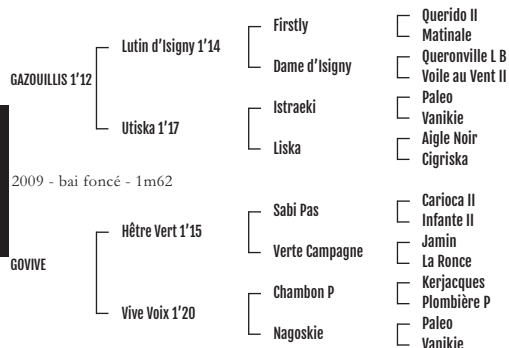 Querido II
Firstly
Matinale
Lutin d’Isigny 1’14
Queronville L B
Dame d’Isigny
Voile au Vent II
GAZOUILLIS 1’12
Paleo
Istraeki
Vanikie
Utiska 1’17
Aigle Noir
Liska
Cigriska
2009 - bai foncé - 1m62
Carioca II
Sabi Pas
Infante II
Hêtre Vert 1’15
Jamin
Verte Campagne
La Ronce
GOVIVE
Kerjacques
Chambon P
Plombière P
Vive Voix 1’20
Paleo
Nagoskie
Vanikie